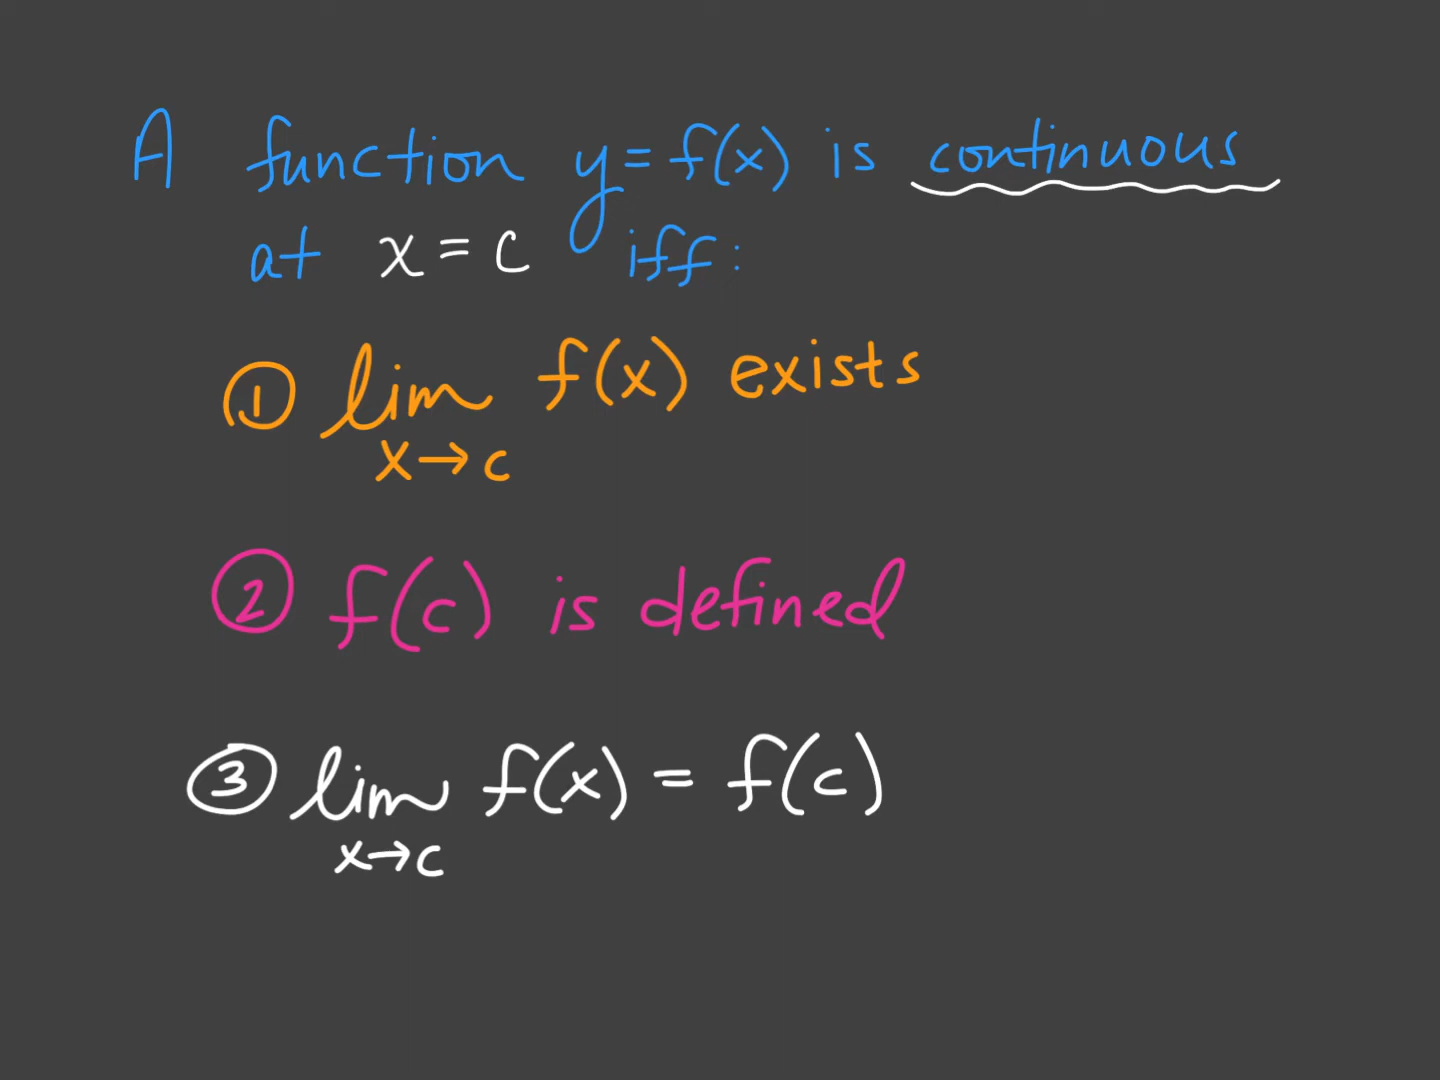 A function y = f(x) is continuous
at x = c iff:
① lim f(x) exists
x→c
② f(c) is defined
③ lim f(x) = f(c)
x→c